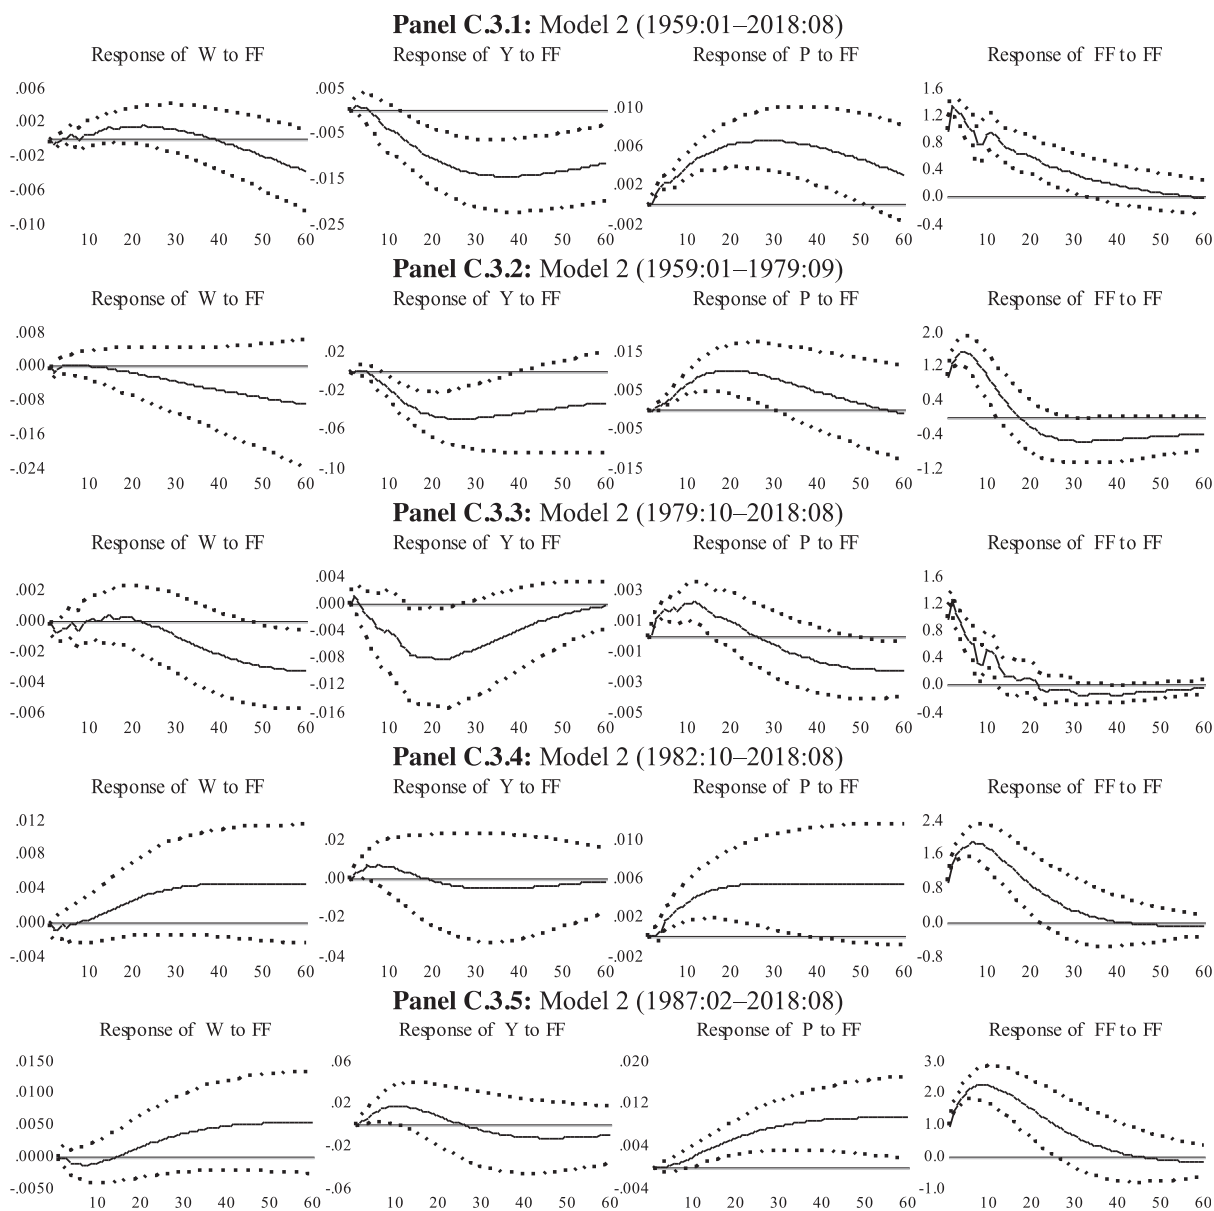 Panel C.3.1: Model 2 (1959:01–2018:08)
Response of W to FF
Response of Y to FF
Response of P to FF
Response of FF to FF
.006
.002
-.002
-.006
-.010
10 20 30 40 50 60
.005
-.005
-.015
-.025
10 20 30 40 50 60
.010
.006
.002
-.002
10 20 30 40 50 60
1.6
1.2
0.8
0.4
0.0
-0.4
10 20 30 40 50 60
Panel C.3.2: Model 2 (1959:01–1979:09)
Response of W to FF
Response of Y to FF
Response of P to FF
Response of FF to FF
.008
.000
-.008
-.016
-.024
10 20 30 40 50 60
.02
-.02
-.06
-.10
10 20 30 40 50 60
.015
.005
-.005
-.015
10 20 30 40 50 60
2.0
1.2
0.4
-0.4
-1.2
10 20 30 40 50 60
Panel C.3.3: Model 2 (1979:10–2018:08)
Response of W to FF
Response of Y to FF
Response of P to FF
Response of FF to FF
.002
.000
-.002
-.004
-.006
10 20 30 40 50 60
.004
.000
-.004
-.008
-.012
-.016
10 20 30 40 50 60
.003
.001
-.001
-.003
-.005
10 20 30 40 50 60
1.6
1.2
0.8
0.4
0.0
-0.4
10 20 30 40 50 60
Panel C.3.4: Model 2 (1982:10–2018:08)
Response of W to FF
Response of Y to FF
Response of P to FF
Response of FF to FF
.012
.008
.004
.000
-.004
10 20 30 40 50 60
.02
.00
-.02
-.04
10 20 30 40 50 60
.010
.006
.002
-.002
10 20 30 40 50 60
2.4
1.6
0.8
0.0
-0.8
10 20 30 40 50 60
Panel C.3.5: Model 2 (1987:02–2018:08)
Response of W to FF
Response of Y to FF
Response of P to FF
Response of FF to FF
.0150
.0100
.0050
.0000
-.0050
10 20 30 40 50 60
.06
.02
-.02
-.06
10 20 30 40 50 60
.020
.012
.004
-.004
10 20 30 40 50 60
3.0
2.0
1.0
0.0
-1.0
10 20 30 40 50 60